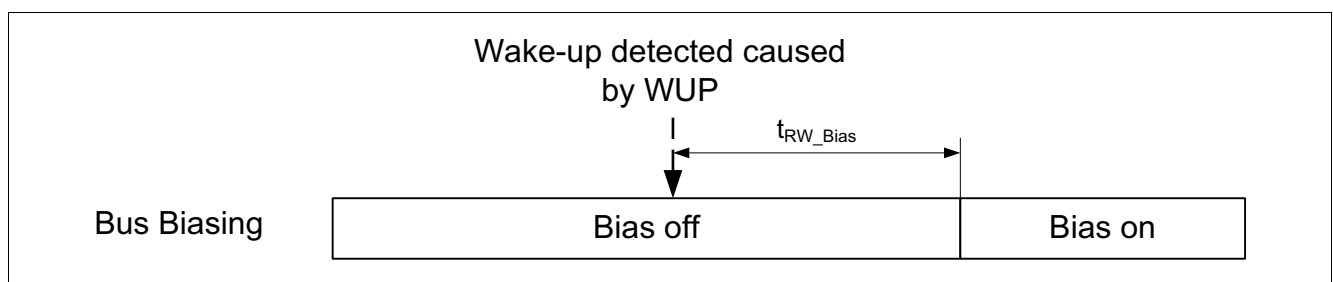 Wake-up detected caused
by WUP
tRW_Bias
Bus Biasing
Bias off
Bias on